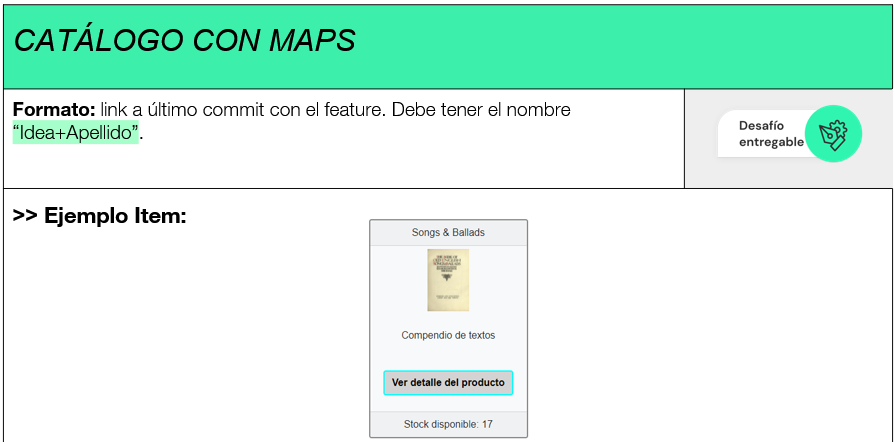 CATÁLOGO CON MAPS
Formato: link a último commit con el feature. Debe tener el nombre
“Idea+Apellido”.
Desafío
entregable
>> Ejemplo Item:
Songs & Ballads
Compendio de textos
Ver detalle del producto
Stock disponible: 17